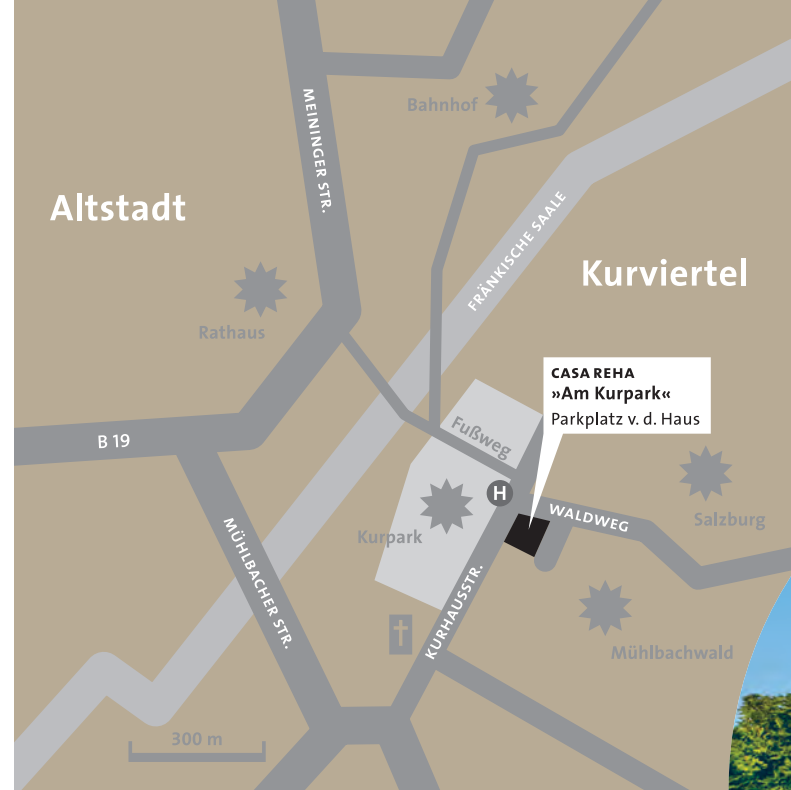 Bahnhof
MEININGER STR.
Altstadt
FRÄNKISCHE SAALE
Kurviertel
Rathaus
CASA REHA
»Am Kurpark«
Parkplatz v. d. Haus
B 19
Fußweg
H
WALDWEG
Salzburg
Kurpark
MÜHLBACHER STR.
KURHAUSSTR.
Mühlbachwald
300 m